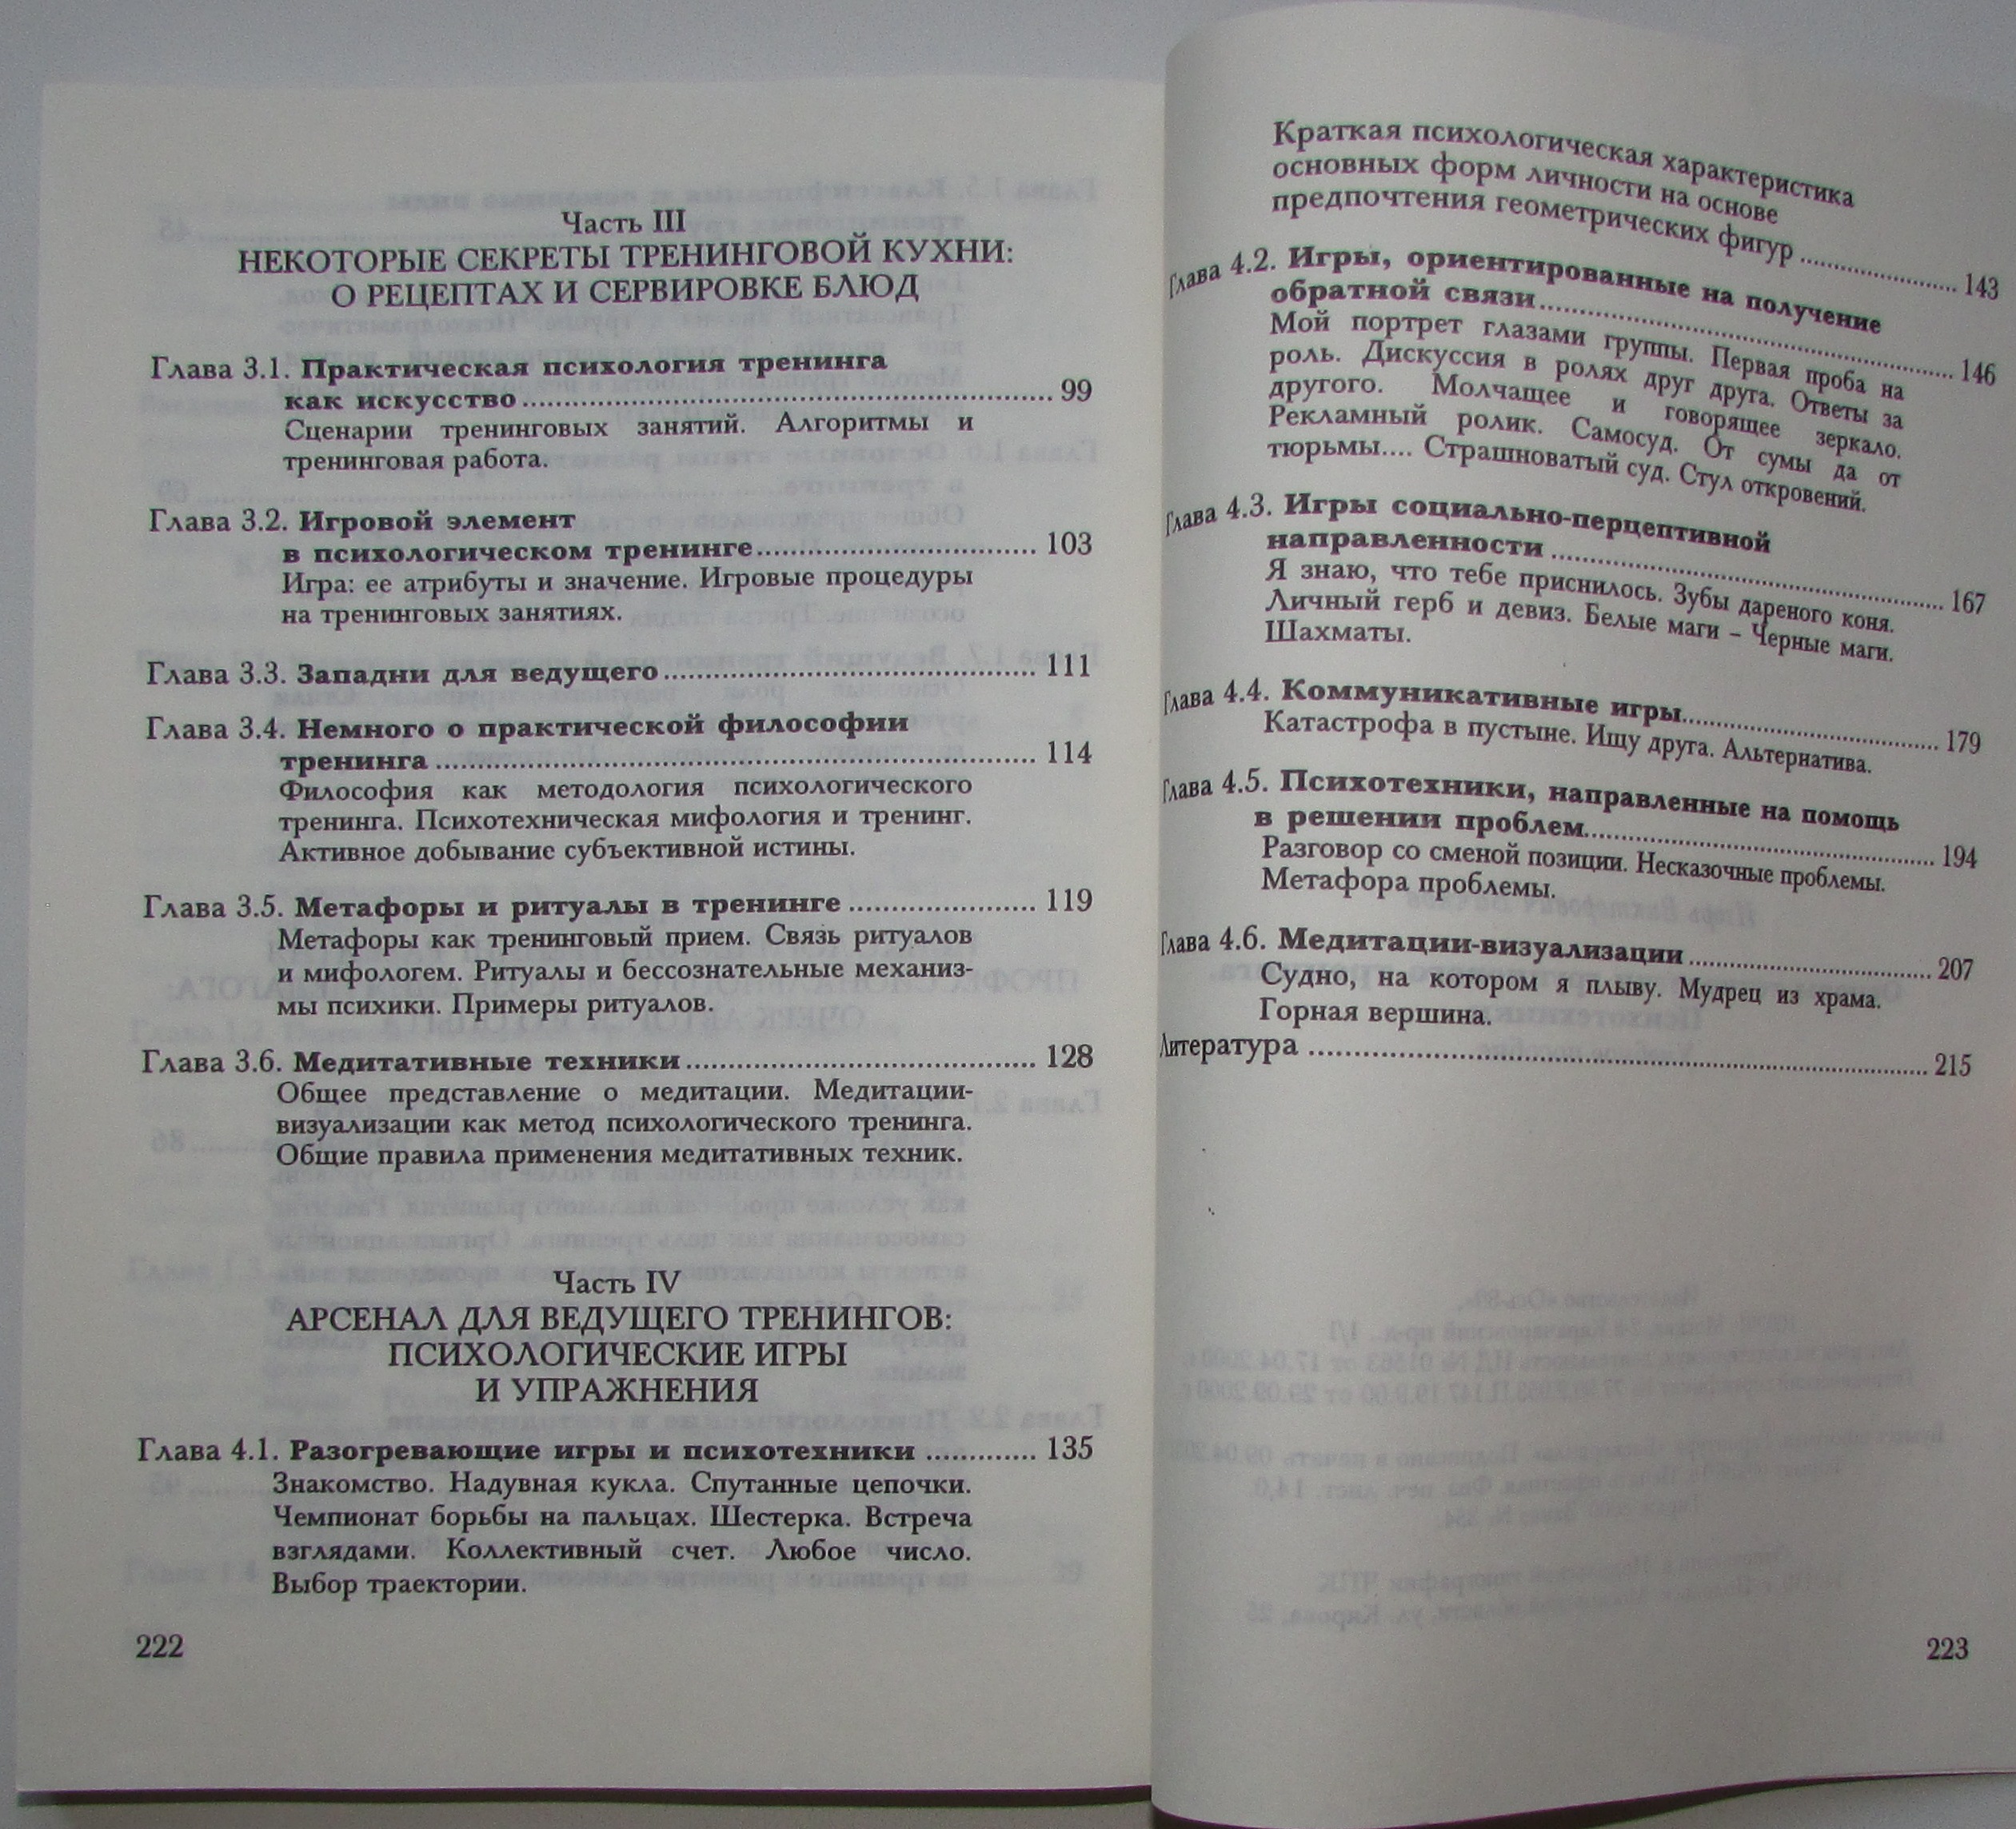 Часть III
НЕКОТОРЫЕ СЕКРЕТЫ ТРЕНИНГОВОЙ КУХНИ:
О РЕЦЕПТАХ И СЕРВИРОВКЕ БЛЮД
Глава 3.1. Практическая психология тренинга
как искусство ........ 99
Сценарии тренинговых занятий. Алгоритмы и
тренинговая работа.
Глава 3.2. Игровой элемент
в психологическом тренинге ........ 103
Игра: ее атрибуты и значение. Игровые процедуры
на тренинговых занятиях.
Глава 3.3. Западни для ведущего ........ 111
Глава 3.4. Немного о практической философии
тренинга ........ 114
Философия как методология психологического
тренинга. Психотехническая мифология и тренинг.
Активное добывание субъективной истины.
Глава 3.5. Метафоры и ритуалы в тренинге ........ 119
Метафоры как тренинговый прием. Связь ритуалов
и мифологем. Ритуалы и бессознательные механиз-
мы психики. Примеры ритуалов.
Глава 3.6. Медитативные техники ........ 128
Общее представление о медитации. Медитации-
визуализации как метод психологического тренинга.
Общие правила применения медитативных техник.
Часть IV
АРСЕНАЛ ДЛЯ ВЕДУЩЕГО ТРЕНИНГОВ:
ПСИХОЛОГИЧЕСКИЕ ИГРЫ
И УПРАЖНЕНИЯ
Глава 4.1. Разогревающие игры и психотехники ........ 135
Знакомство. Надувная кукла. Спутанные цепочки.
Чемпионат борьбы на пальцах. Шестерка. Встреча
взглядами. Коллективный счет. Любое число.
Выбор траектории.
222
Краткая психологическая характеристика
основных форм личности на основе
предпочтения геометрических фигур ........ 143
Глава 4.2. Игры, ориентированные на получение
обратной связи ........ 146
Мой портрет глазами группы. Первая проба на
роль. Дискуссия в ролях друг друга. Ответы за
другого. Молчащее и говорящее зеркало.
Рекламный ролик. Самосуд. От сумы да от
тюрьмы.... Страшноватый суд. Стул откровений.
Глава 4.3. Игры социально-перцептивной
направленности ........ 167
Я знаю, что тебе приснилось. Зубы дареного коня.
Личный герб и девиз. Белые маги – Черные маги.
Шахматы.
Глава 4.4. Коммуникативные игры ........ 179
Катастрофа в пустыне. Ищу друга. Альтернатива.
Глава 4.5. Психотехники, направленные на помощь
в решении проблем ........ 194
Разговор со сменой позиции. Несказочные проблемы.
Метафора проблемы.
Глава 4.6. Медитации-визуализации ........ 207
Судно, на котором я плыву. Мудрец из храма.
Горная вершина.
Литература ........ 215
223